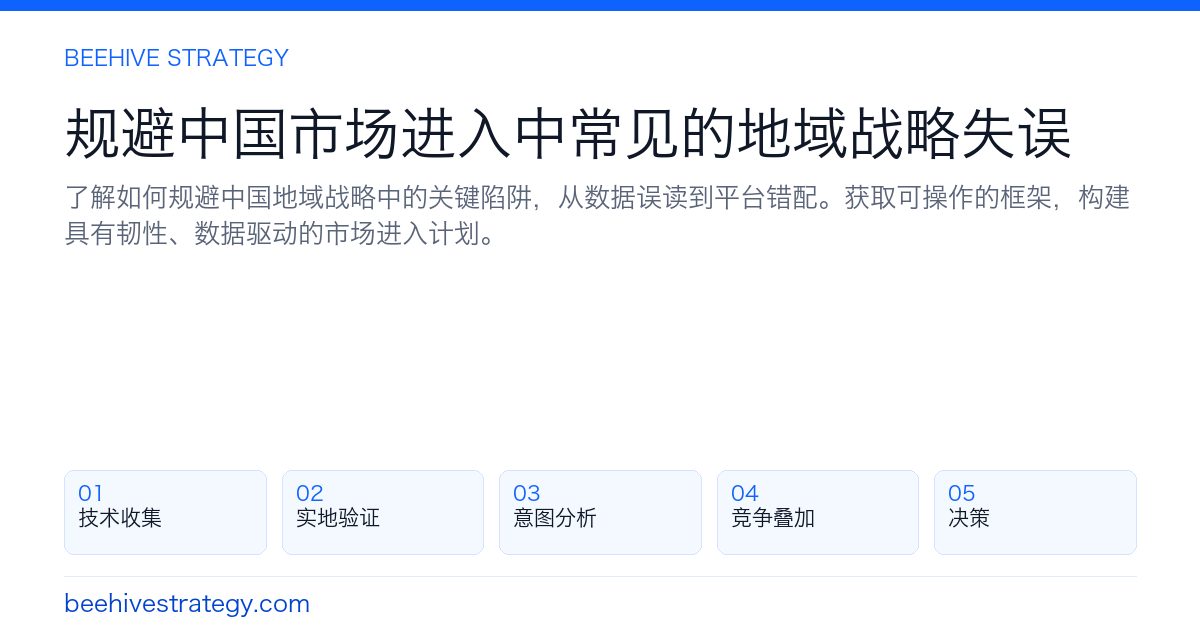 BEEHIVE STRATEGY
规避中国市场进入中常见的地域战略失误
了解如何规避中国地域战略中的关键陷阱，从数据误读到平台错配。获取可操作的框架，构建
具有韧性、数据驱动的市场进入计划。
01
技术收集
02
实地验证
03
意图分析
04
竞争叠加
05
决策
beehivestrategy.com